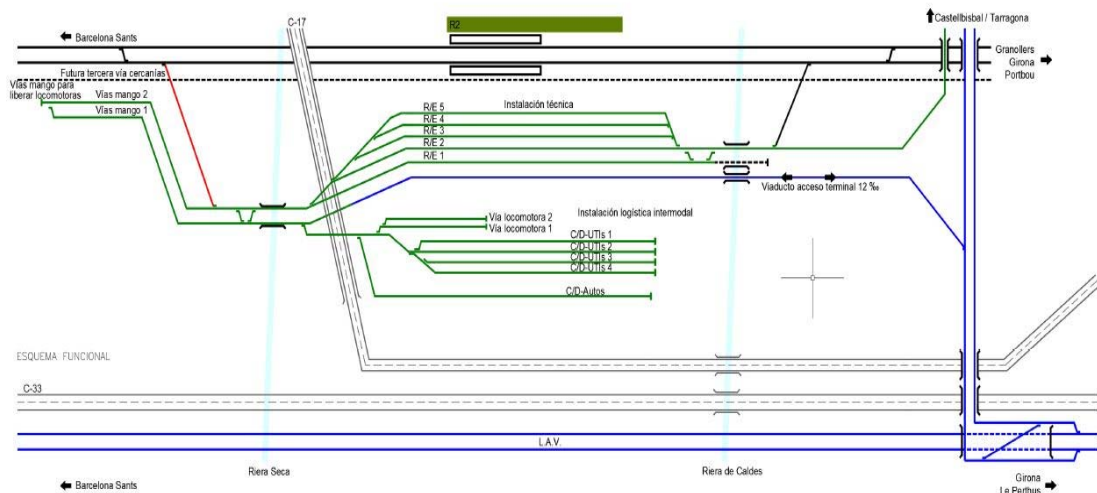 C-17
Castellbisbal / Tarragona
Barcelona Sants
R2
Granollers
Girona
Portbou
Futura tercera vía cercanías
Vías mango para
liberar locomotoras
Vías mango 2
Vías mango 1
R/E 5
Instalación técnica
R/E 4
R/E 3
R/E 2
R/E 1
Viaducto acceso terminal 12 ‰
Vía locomotora 2
Instalación logística intermodal
Vía locomotora 1
C/D-UTIs 1
C/D-UTIs 2
C/D-UTIs 3
C/D-UTIs 4
C/D-Autos
ESQUEMA FUNCIONAL
C-33
L.A.V.
Riera Seca
Riera de Caldes
Barcelona Sants
Girona
Le Perthus